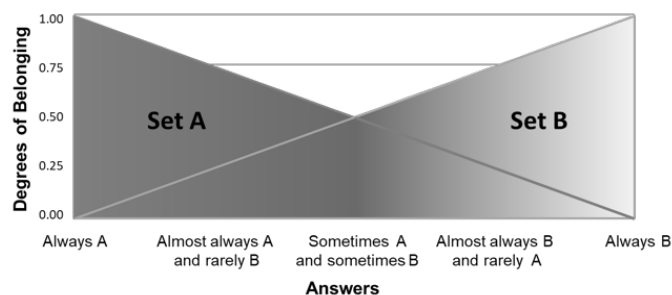 1.00
0.75
0.50
0.25
0.00
Degrees of Belonging
Set A
Set B
Always A
Almost always A
and rarely B
Sometimes A
and sometimes B
Almost always B
and rarely A
Always B
Answers